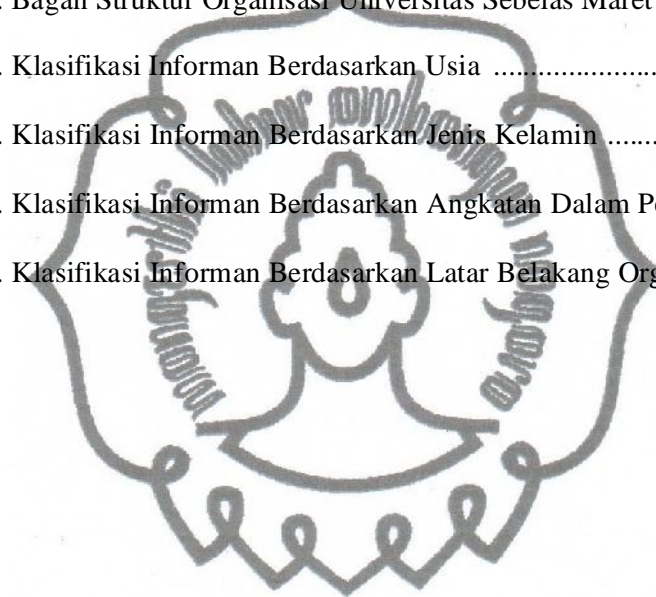 . Bagan Struktur Organisasi Universitas Sebelas Maret
. Klasifikasi Informan Berdasarkan Usia ......................
. Klasifikasi Informan Berdasarkan Jenis Kelamin .......
. Klasifikasi Informan Berdasarkan Angkatan Dalam Pe
. Klasifikasi Informan Berdasarkan Latar Belakang Org